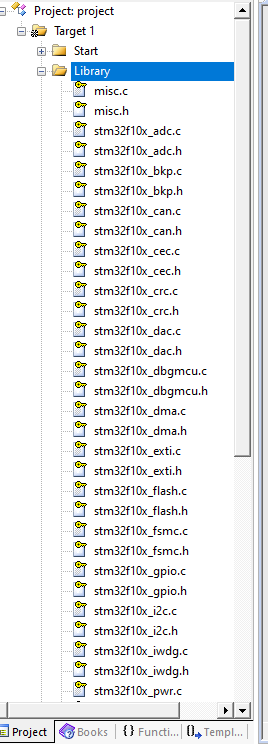 Project: project
Target 1
Start
Library
misc.c
misc.h
stm32f10x_adc.c
stm32f10x_adc.h
stm32f10x_bkp.c
stm32f10x_bkp.h
stm32f10x_can.c
stm32f10x_can.h
stm32f10x_cec.c
stm32f10x_cec.h
stm32f10x_crc.c
stm32f10x_crc.h
stm32f10x_dac.c
stm32f10x_dac.h
stm32f10x_dbgmcu.c
stm32f10x_dbgmcu.h
stm32f10x_dma.c
stm32f10x_dma.h
stm32f10x_exti.c
stm32f10x_exti.h
stm32f10x_flash.c
stm32f10x_flash.h
stm32f10x_fsmc.c
stm32f10x_fsmc.h
stm32f10x_gpio.c
stm32f10x_gpio.h
stm32f10x_i2c.c
stm32f10x_i2c.h
stm32f10x_iwdg.c
stm32f10x_iwdg.h
stm32f10x_pwr.c
Project Books {} Functi... 0 Templ...